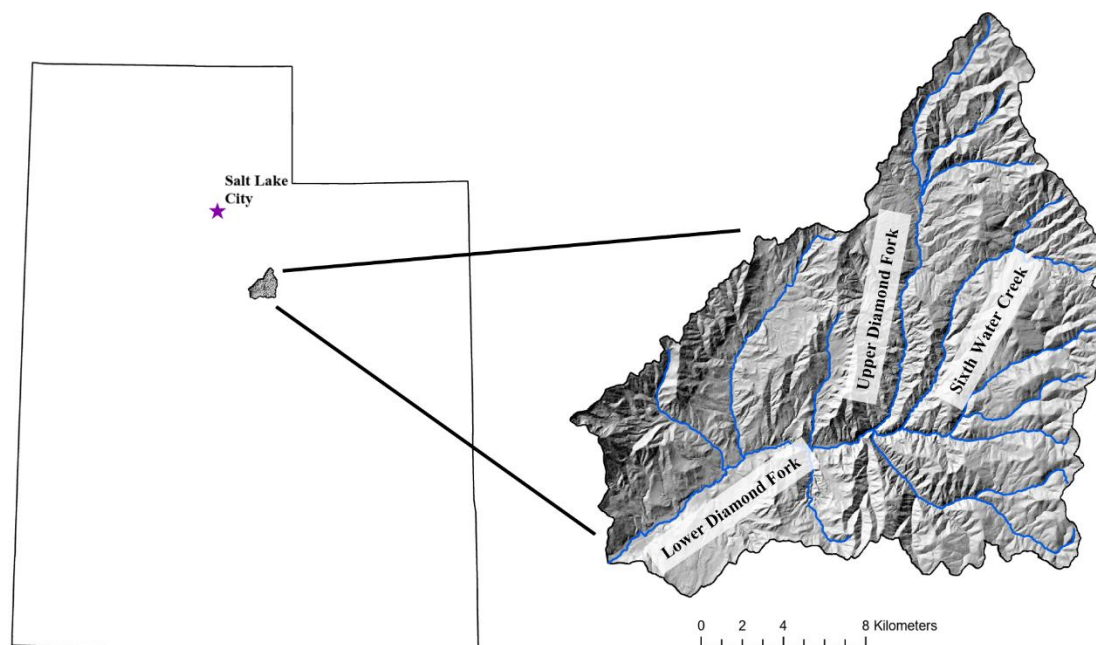 Salt Lake
City
Upper Diamond Fork
Sixth Water Creek
Lower Diamond Fork
0 2 4 8 Kilometers